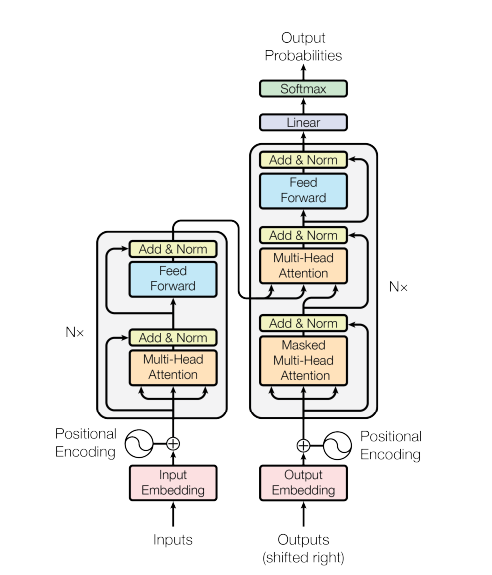 Output
Probabilities
Softmax
Linear
Add & Norm
Feed
Forward
Add & Norm
Multi-Head
Attention
Add & Norm
Masked
Multi-Head
Attention
N×
Add & Norm
Feed
Forward
N×
Add & Norm
Multi-Head
Attention
Positional
Encoding
Positional
Encoding
Input
Embedding
Output
Embedding
Inputs
Outputs
(shifted right)